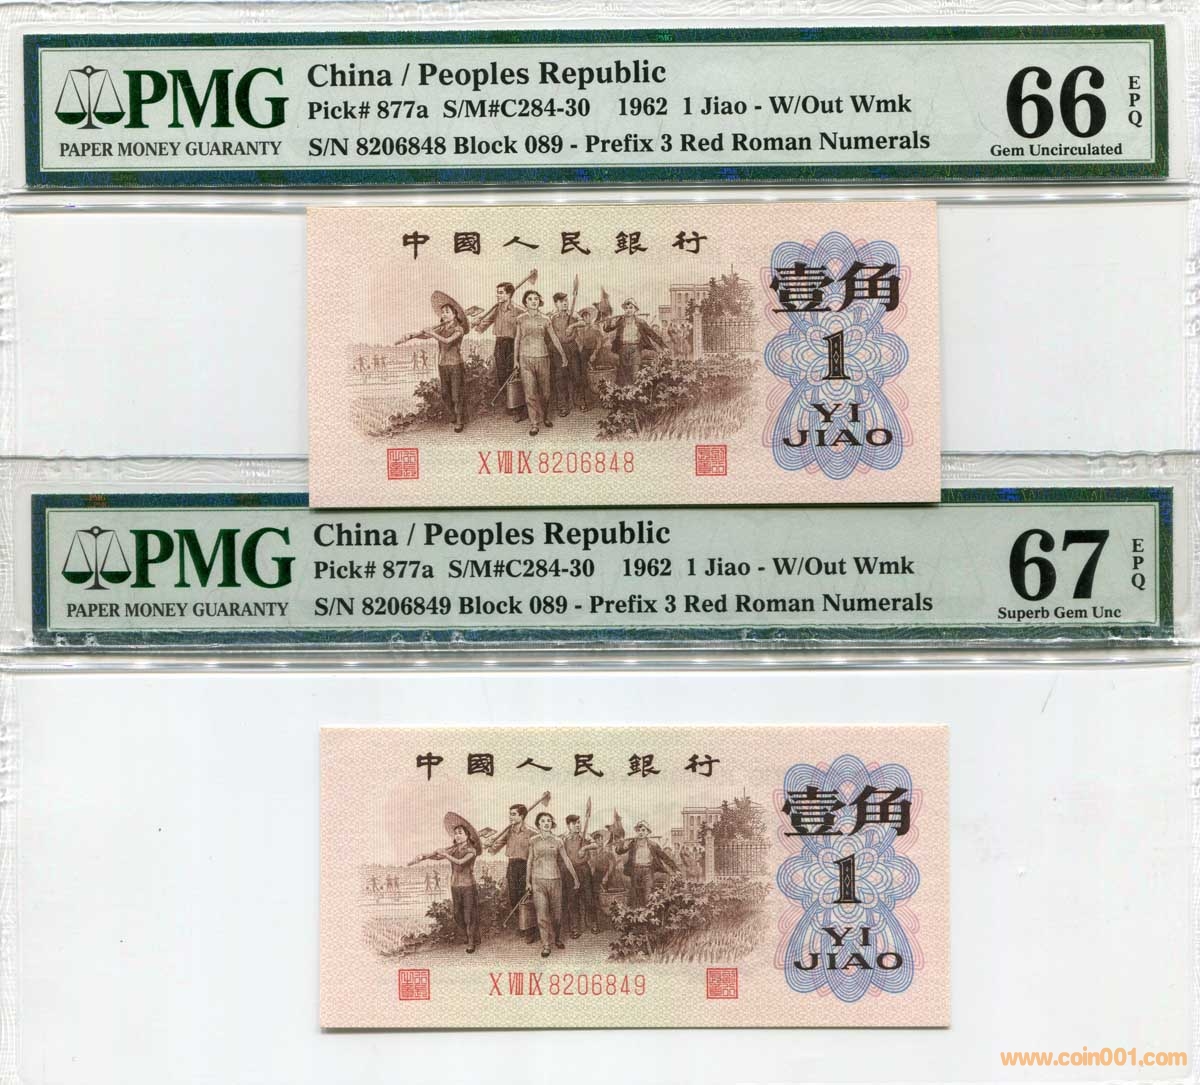 PMG
PAPER MONEY GUARANTY
China / Peoples Republic
Pick# 877a S/M#C284-30 1962 1 Jiao - W/Out Wmk
S/N 8206848 Block 089 - Prefix 3 Red Roman Numerals
66
Gem Uncirculated
EPQ
中國人民銀行
壹角
1
YI
JIAO
X VIII IX 8206848
PMG
PAPER MONEY GUARANTY
China / Peoples Republic
Pick# 877a S/M#C284-30 1962 1 Jiao - W/Out Wmk
S/N 8206849 Block 089 - Prefix 3 Red Roman Numerals
67
Superb Gem Unc
EPQ
中國人民銀行
壹角
1
YI
JIAO
X VIII IX 8206849
www.coin001.com